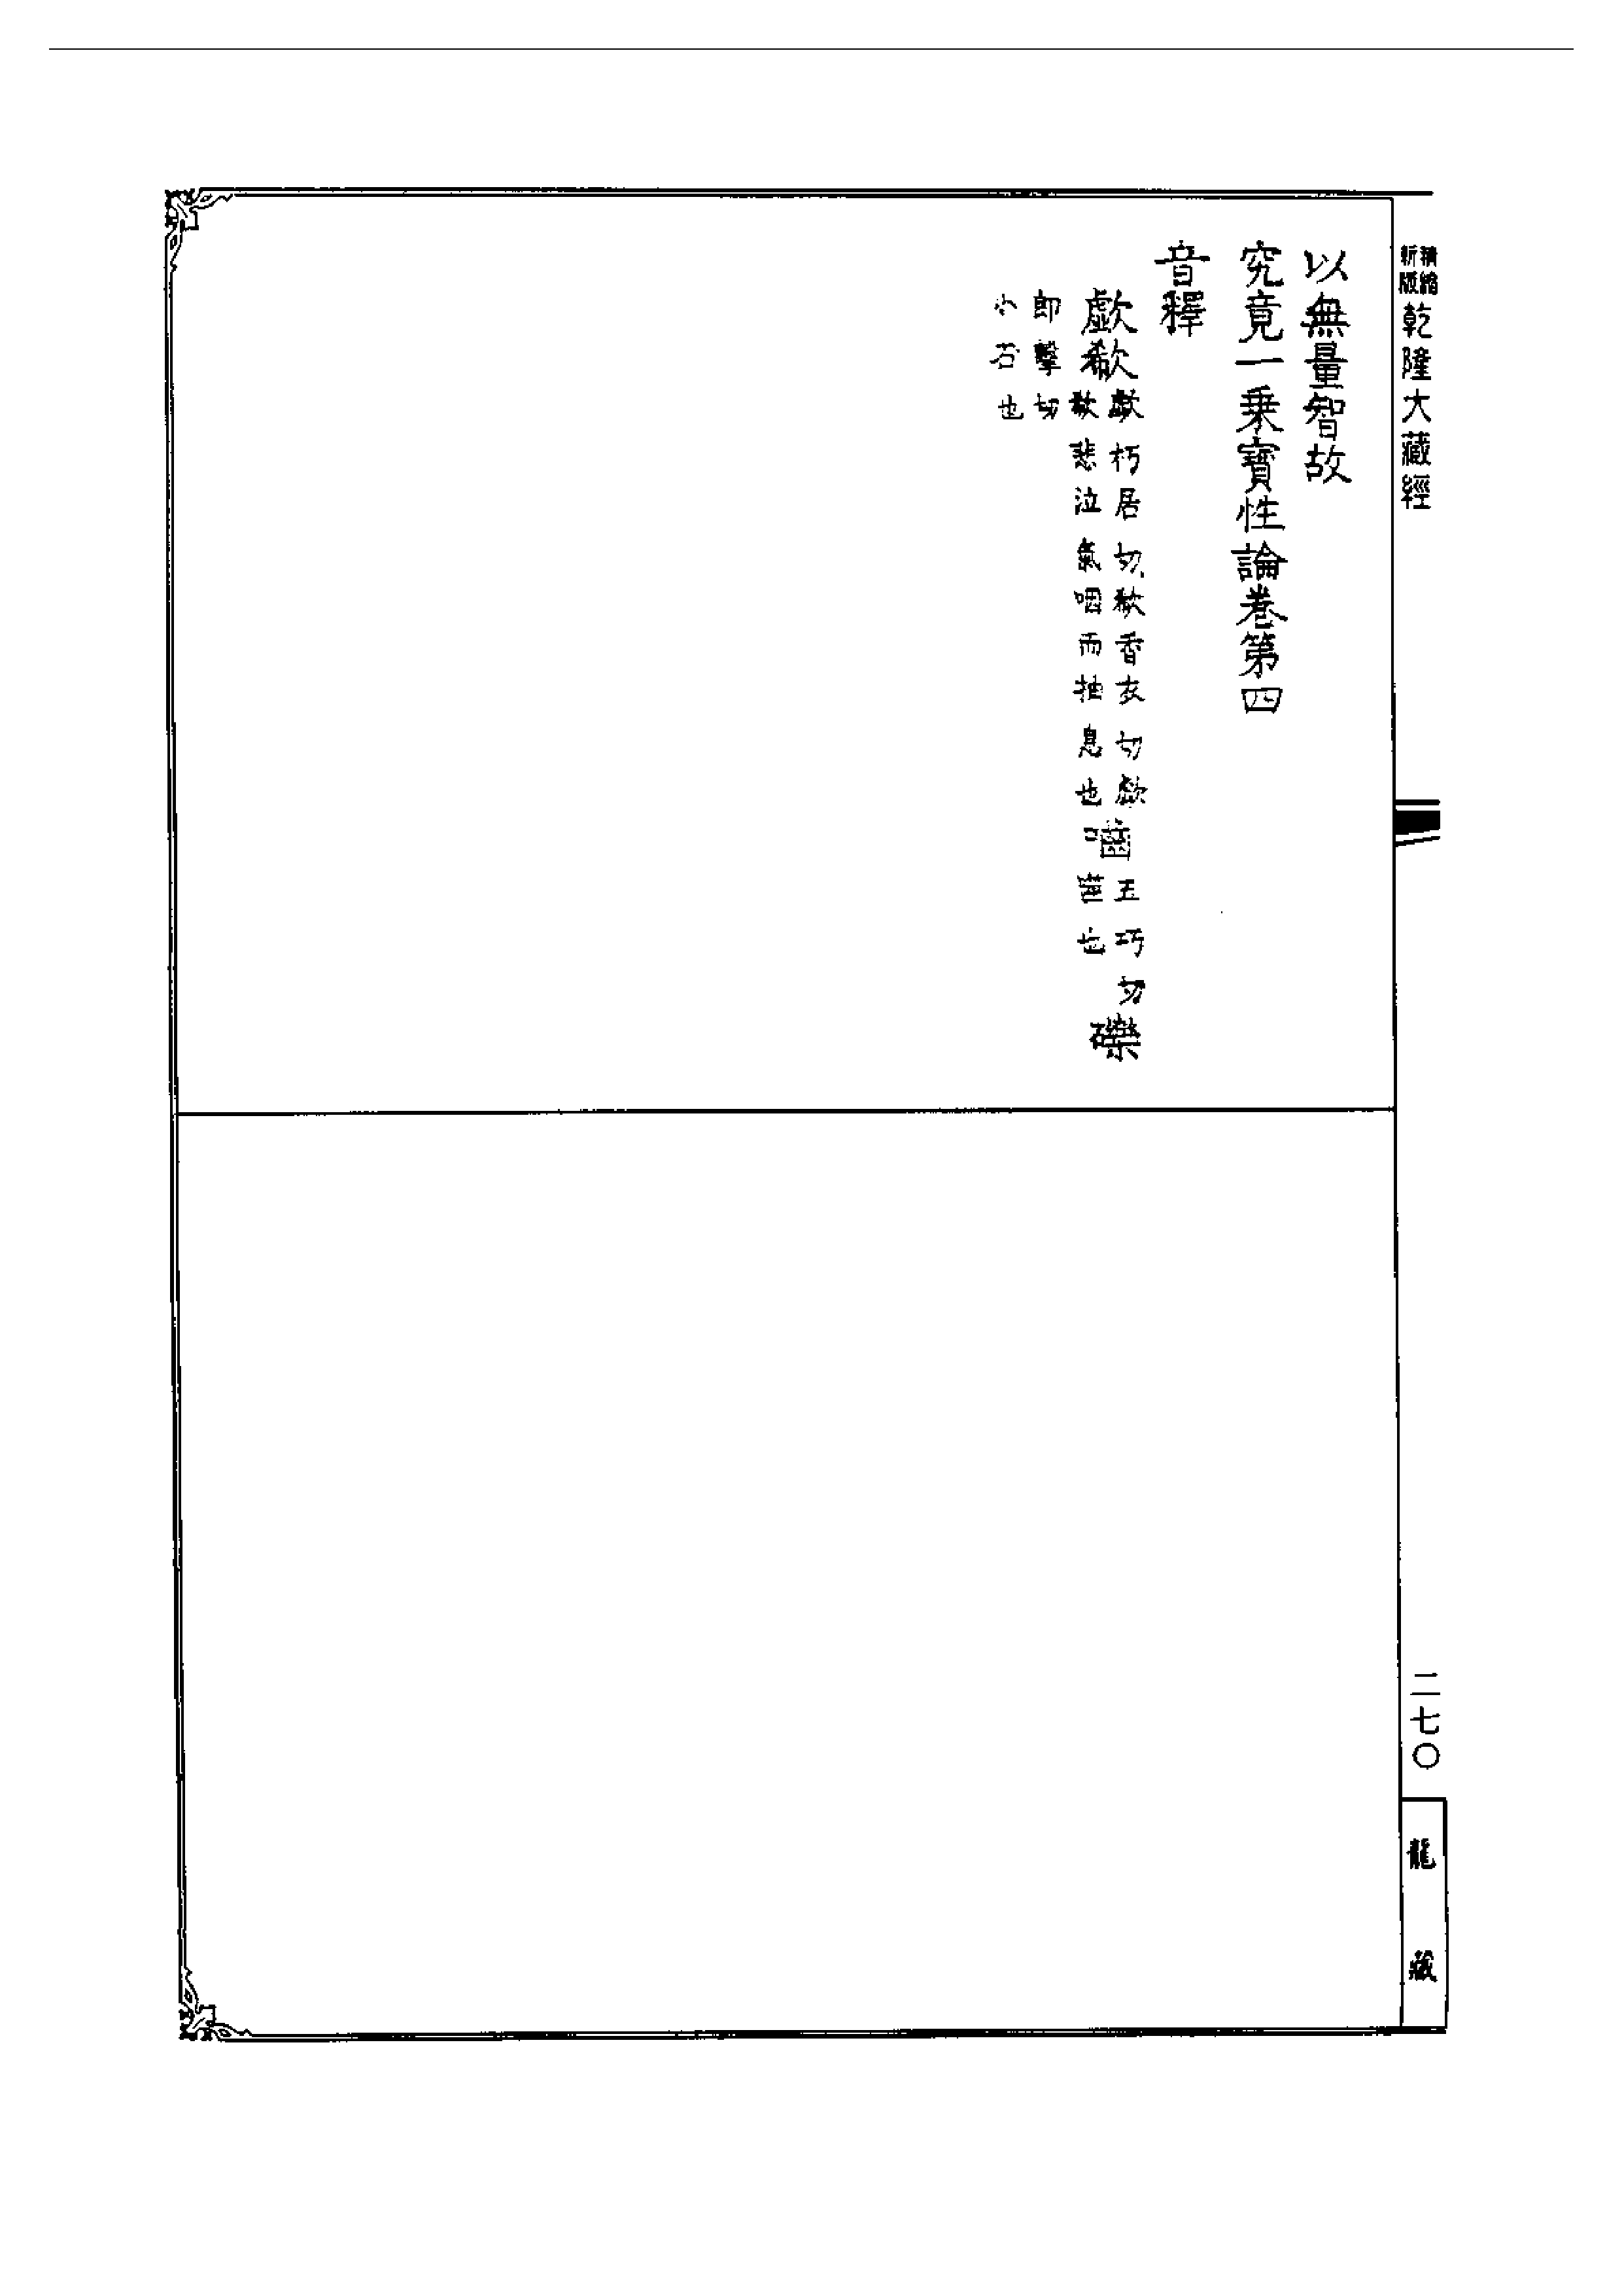 精縮新版乾隆大藏經
以無量智故
究竟一乘寶性論卷第四
音釋
歔欷歔朽居切欷香衣切歔欷悲泣氣咽而抽息也嚙五巧切噬也礫
郎擊切小石也
二七〇
龍藏